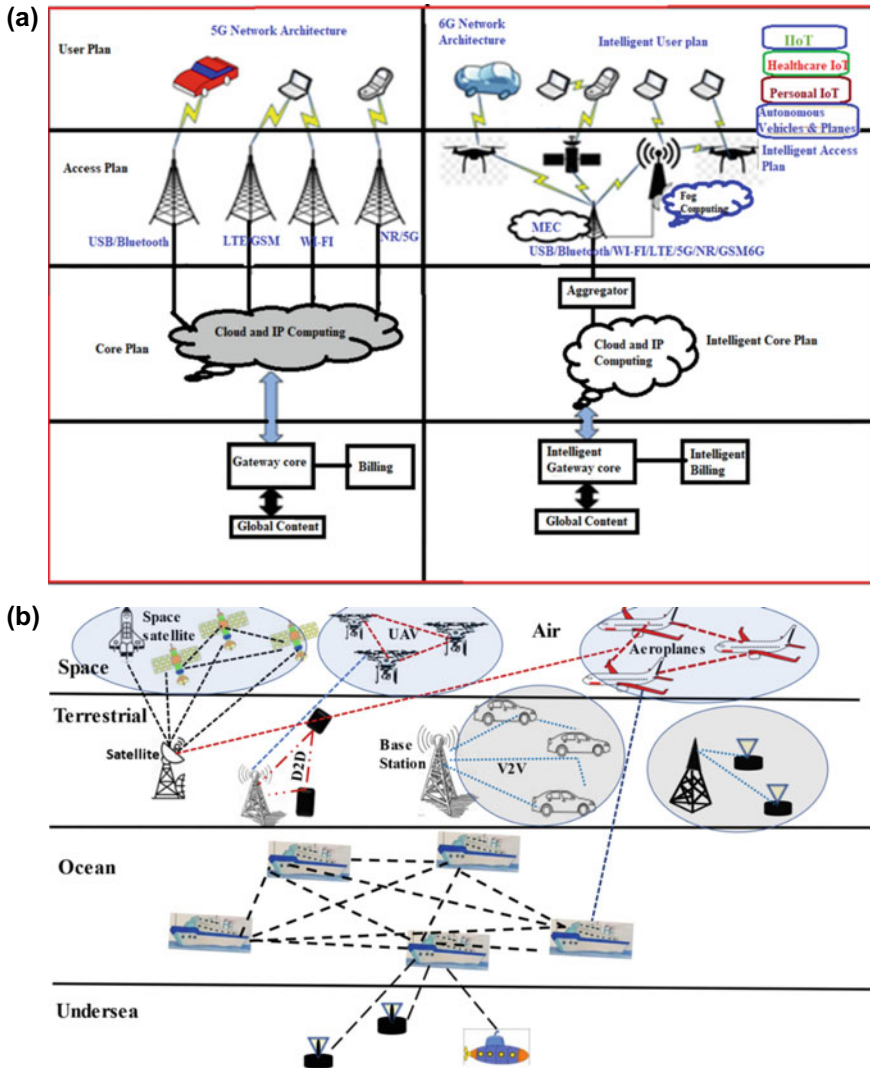 (a)
5G Network Architecture
User Plan
6G Network
Architecture
Intelligent User plan
IIoT
Healthcare IoT
Personal IoT
Autonomous
Vehicles & Planes
Access Plan
USB/Bluetooth
LTE/GSM
WI-FI
NR/5G
Intelligent Access
Plan
Fog
Computing
MEC
USB/Bluetooth/WI-FI/LTE/5G/NR/GSM6G
Core Plan
Cloud and IP Computing
Aggregator
Cloud and IP
Computing
Intelligent Core Plan
Gateway core
Billing
Global Content
Intelligent
Gateway core
Intelligent
Billing
Global Content
(b)
Space
satellite
Space
UAV
Air
Aeroplanes
Terrestrial
Satellite
D2D
Base
Station
V2V
Ocean
Undersea